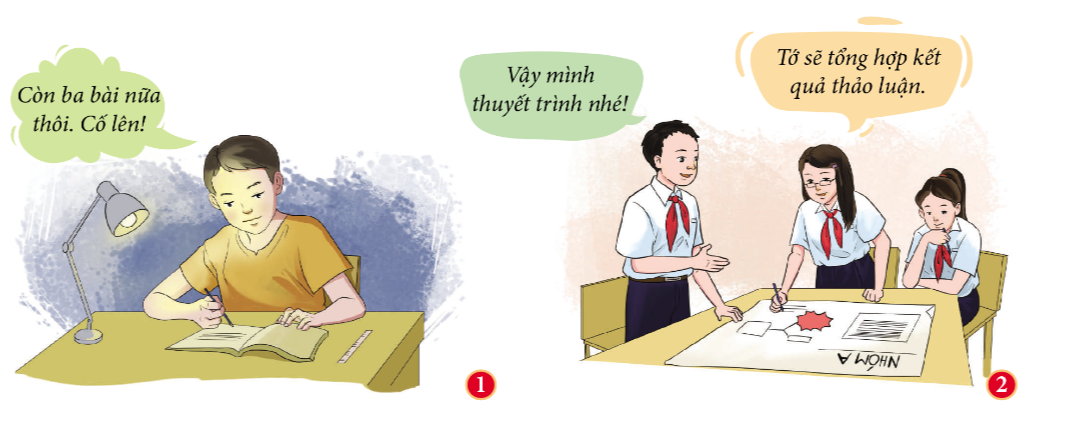 Còn ba bài nữa
thôi. Cố lên!
Vậy mình
thuyết trình nhé!
Tớ sẽ tổng hợp kết
quả thảo luận.
NHÓM A
1
2